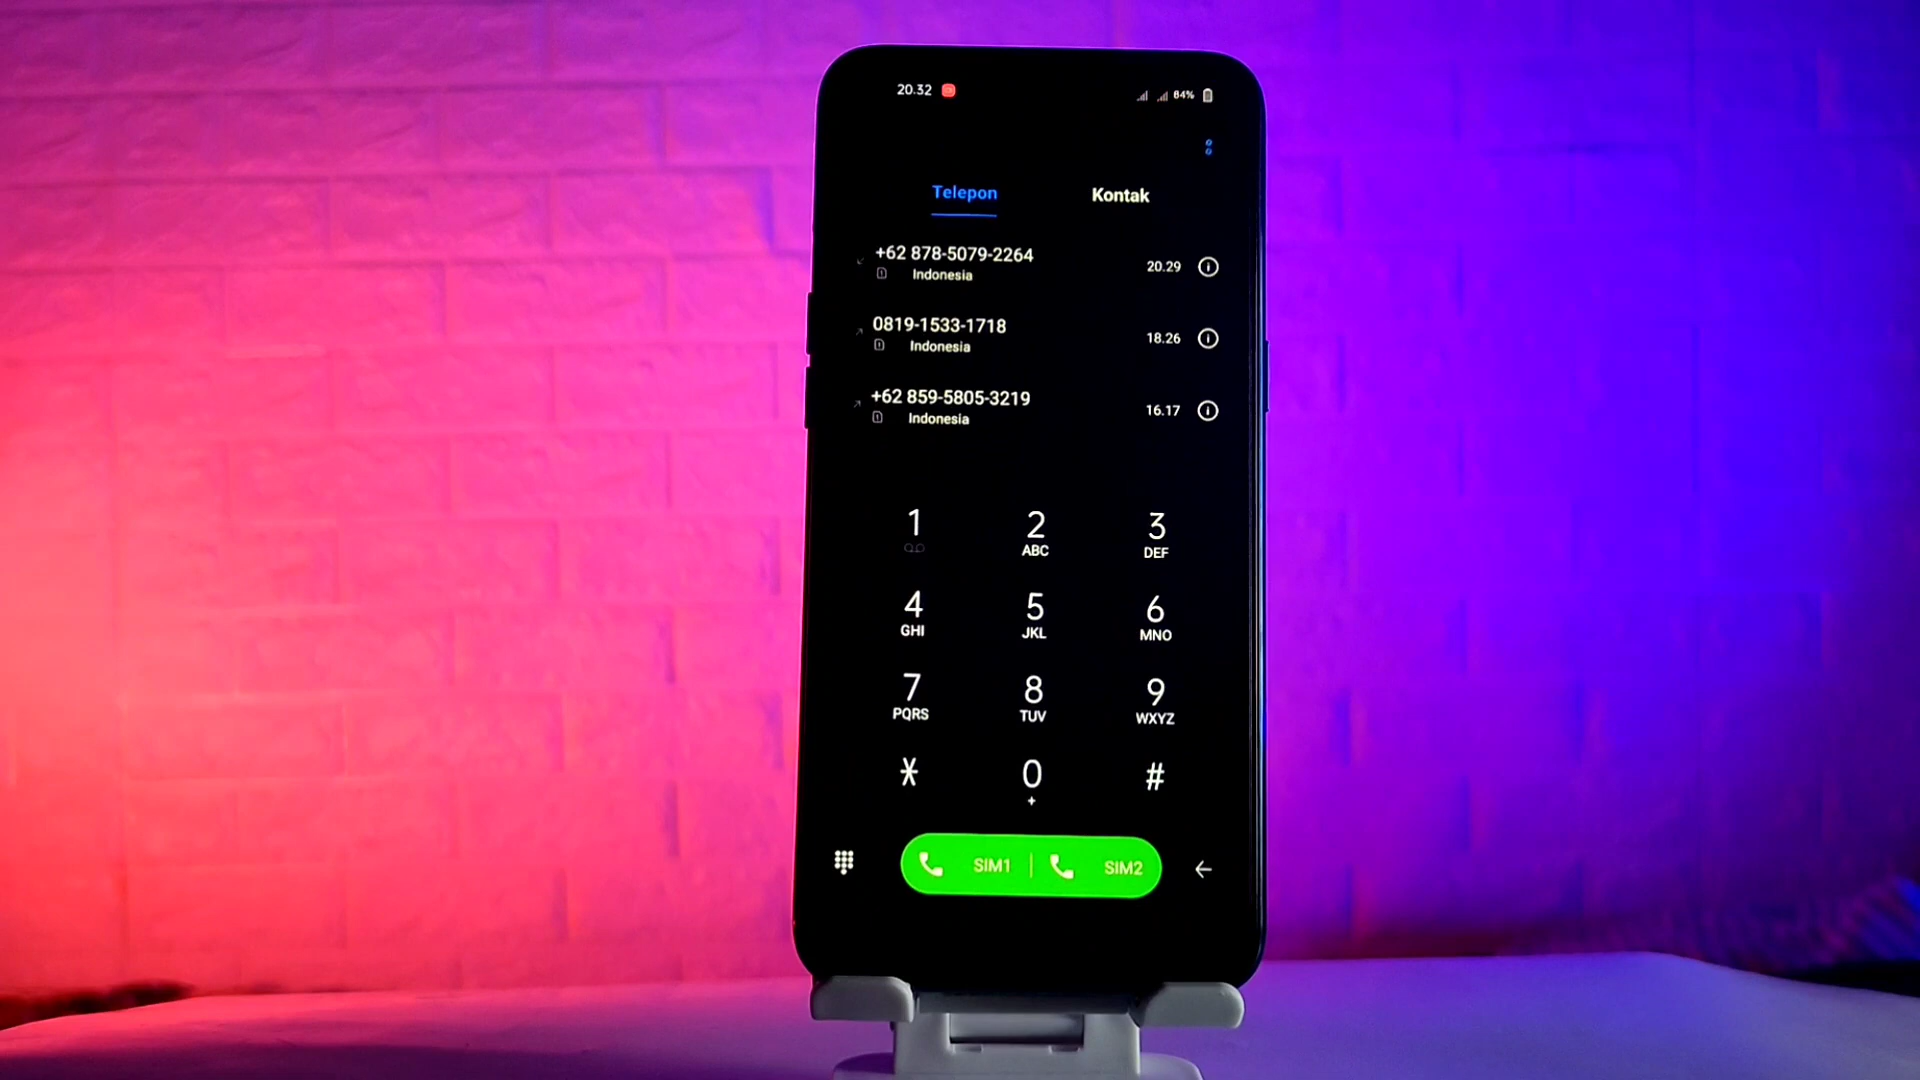 20.32 84%
Telepon Kontak
+62 878-5079-2264
Indonesia 20.29
0819-1533-1718
Indonesia 18.26
+62 859-5805-3219
Indonesia 16.17
1 2 3
ABC DEF
4 5 6
GHI JKL MNO
7 8 9
PQRS TUV WXYZ
* 0 #
+
SIM1 | SIM2